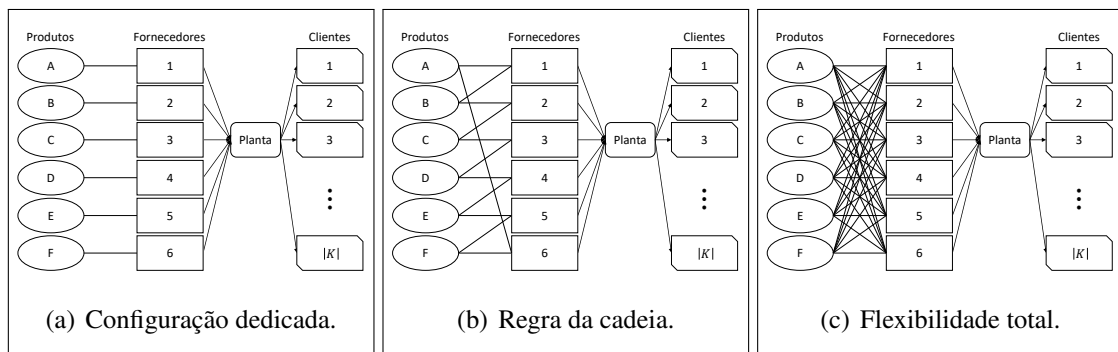 Produtos Fornecedores Clientes
A 1 1
B 2 2
C 3 Planta 3
D 4
E 5
F 6 |K|
(a) Configuração dedicada.
Produtos Fornecedores Clientes
A 1 1
B 2 2
C 3 Planta 3
D 4
E 5
F 6 |K|
(b) Regra da cadeia.
Produtos Fornecedores Clientes
A 1 1
B 2 2
C 3 Planta 3
D 4
E 5
F 6 |K|
(c) Flexibilidade total.